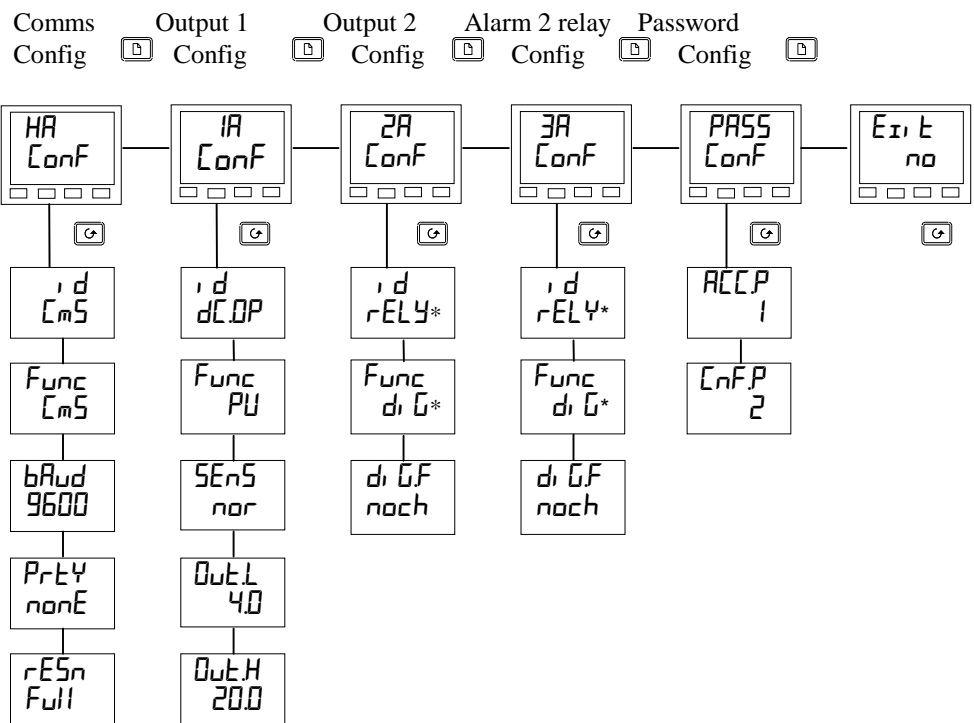 Comms Output 1 Output 2 Alarm 2 relay Password
Config Config Config Config Config
HA 1A 2A 3A PASS Exit
ConF ConF ConF ConF ConF no
id id id id ACC.P
CmS dC.OP rELY* rELY* 1
Func Func Func Func CnF.P
CmS PV diG* diG* 2
bAud SEnS diG.F diG.F
9600 nor noch noch
PrtY Out.L
nonE 4.0
rESn Out.H
Full 20.0